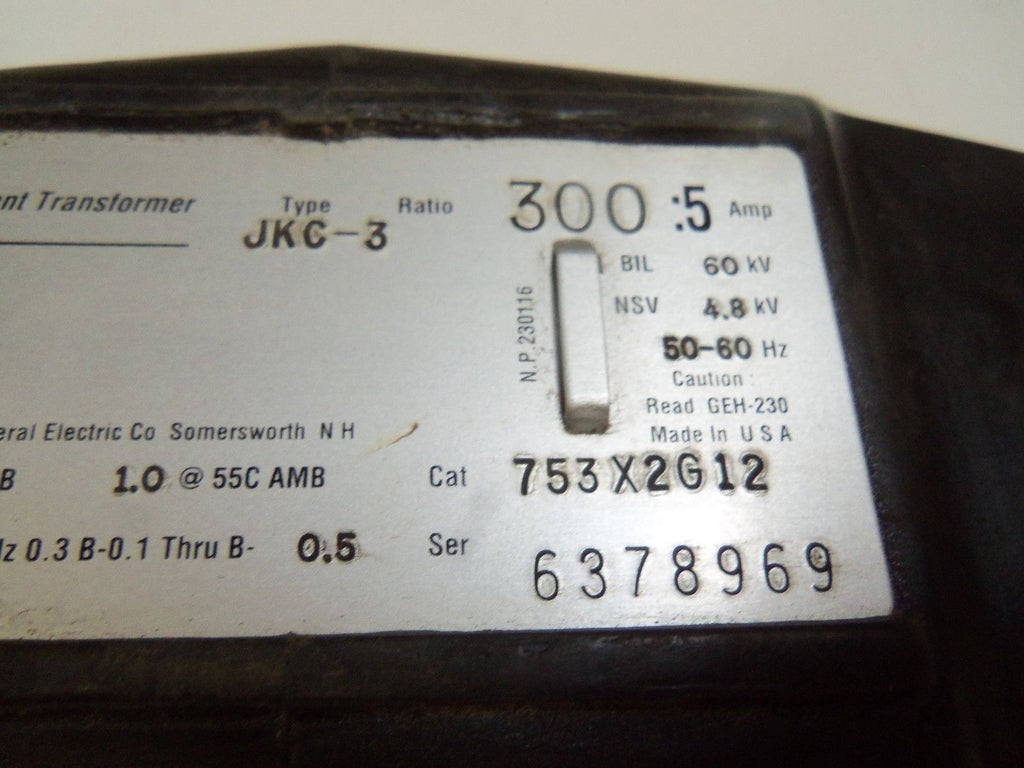 nt Transformer Type Ratio 300 :5 Amp
JKC-3
BIL 60 kV
NSV 4.8 kV
N.P. 230116
50-60 Hz
Caution :
Read GEH-230
Made In U S A
eral Electric Co Somersworth N H
B 1.0 @ 55C AMB Cat 753X2G12
Hz 0.3 B-0.1 Thru B- 0.5 Ser 6378969